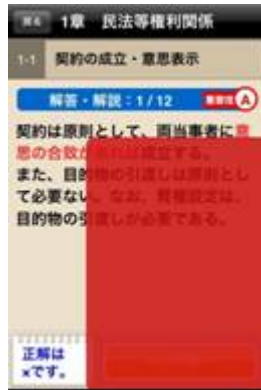 戻る 1章 民法等権利関係
1-1 契約の成立・意思表示
解答・解説：1/12 重要度 A
契約は原則として、両当事者に意
思の合致があれば成立する。
また、目的物の引渡しは原則とし
て必要ない。なお、質権設定は、
目的物の引渡しが必要である。
正解は
×です。